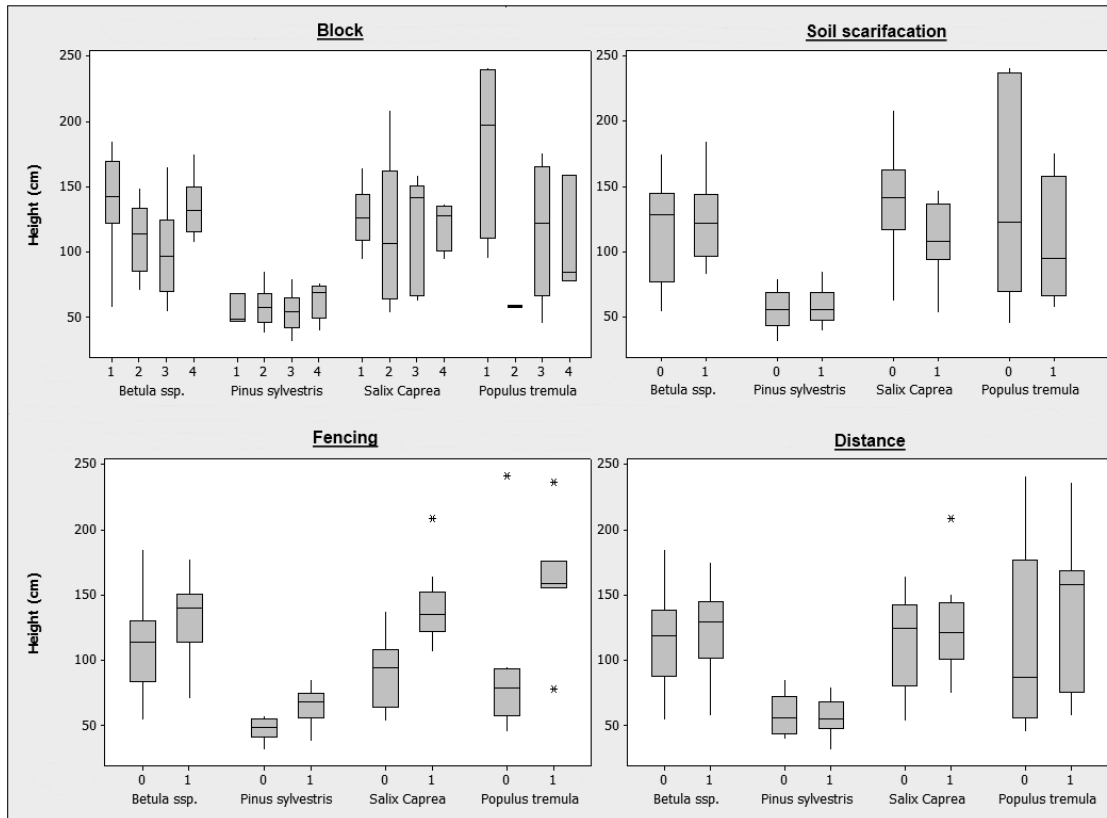 Block
Height (cm)
250
200
150
100
50
1 2 3 4 1 2 3 4 1 2 3 4 1 2 3 4
Betula ssp. Pinus sylvestris Salix Caprea Populus tremula
Soil scarifacation
250
200
150
100
50
0 1 0 1 0 1 0 1
Betula ssp. Pinus sylvestris Salix Caprea Populus tremula
Fencing
Height (cm)
250
200
150
100
50
0 1 0 1 0 1 0 1
Betula ssp. Pinus sylvestris Salix Caprea Populus tremula
Distance
250
200
150
100
50
0 1 0 1 0 1 0 1
Betula ssp. Pinus sylvestris Salix Caprea Populus tremula